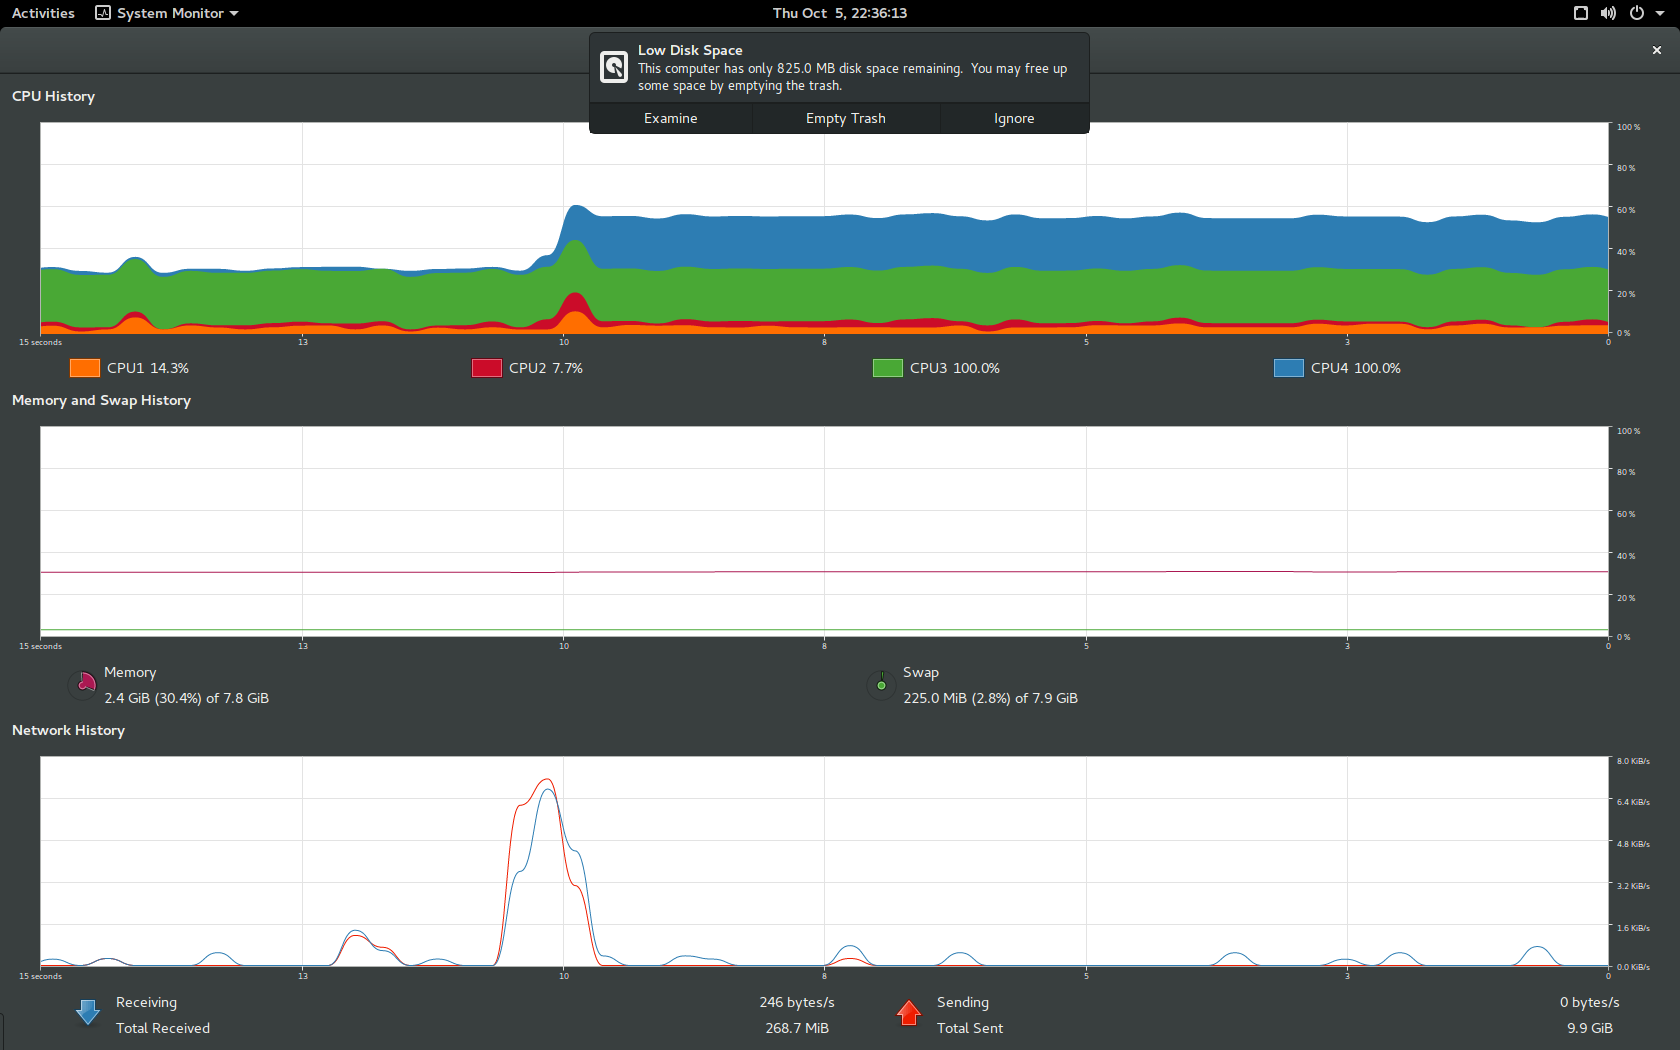 Activities System Monitor Thu Oct 5, 22:36:13
Low Disk Space
This computer has only 825.0 MB disk space remaining. You may free up
some space by emptying the trash.
Examine Empty Trash Ignore
CPU History
100 %
80 %
60 %
40 %
20 %
0 %
15 seconds 13 10 8 5 3 0
CPU1 14.3% CPU2 7.7% CPU3 100.0% CPU4 100.0%
Memory and Swap History
100 %
80 %
60 %
40 %
20 %
0 %
15 seconds 13 10 8 5 3 0
Memory Swap
2.4 GiB (30.4%) of 7.8 GiB 225.0 MiB (2.8%) of 7.9 GiB
Network History
8.0 KiB/s
6.4 KiB/s
4.8 KiB/s
3.2 KiB/s
1.6 KiB/s
0.0 KiB/s
15 seconds 13 10 8 5 3 0
Receiving 246 bytes/s Sending 0 bytes/s
Total Received 268.7 MiB Total Sent 9.9 GiB